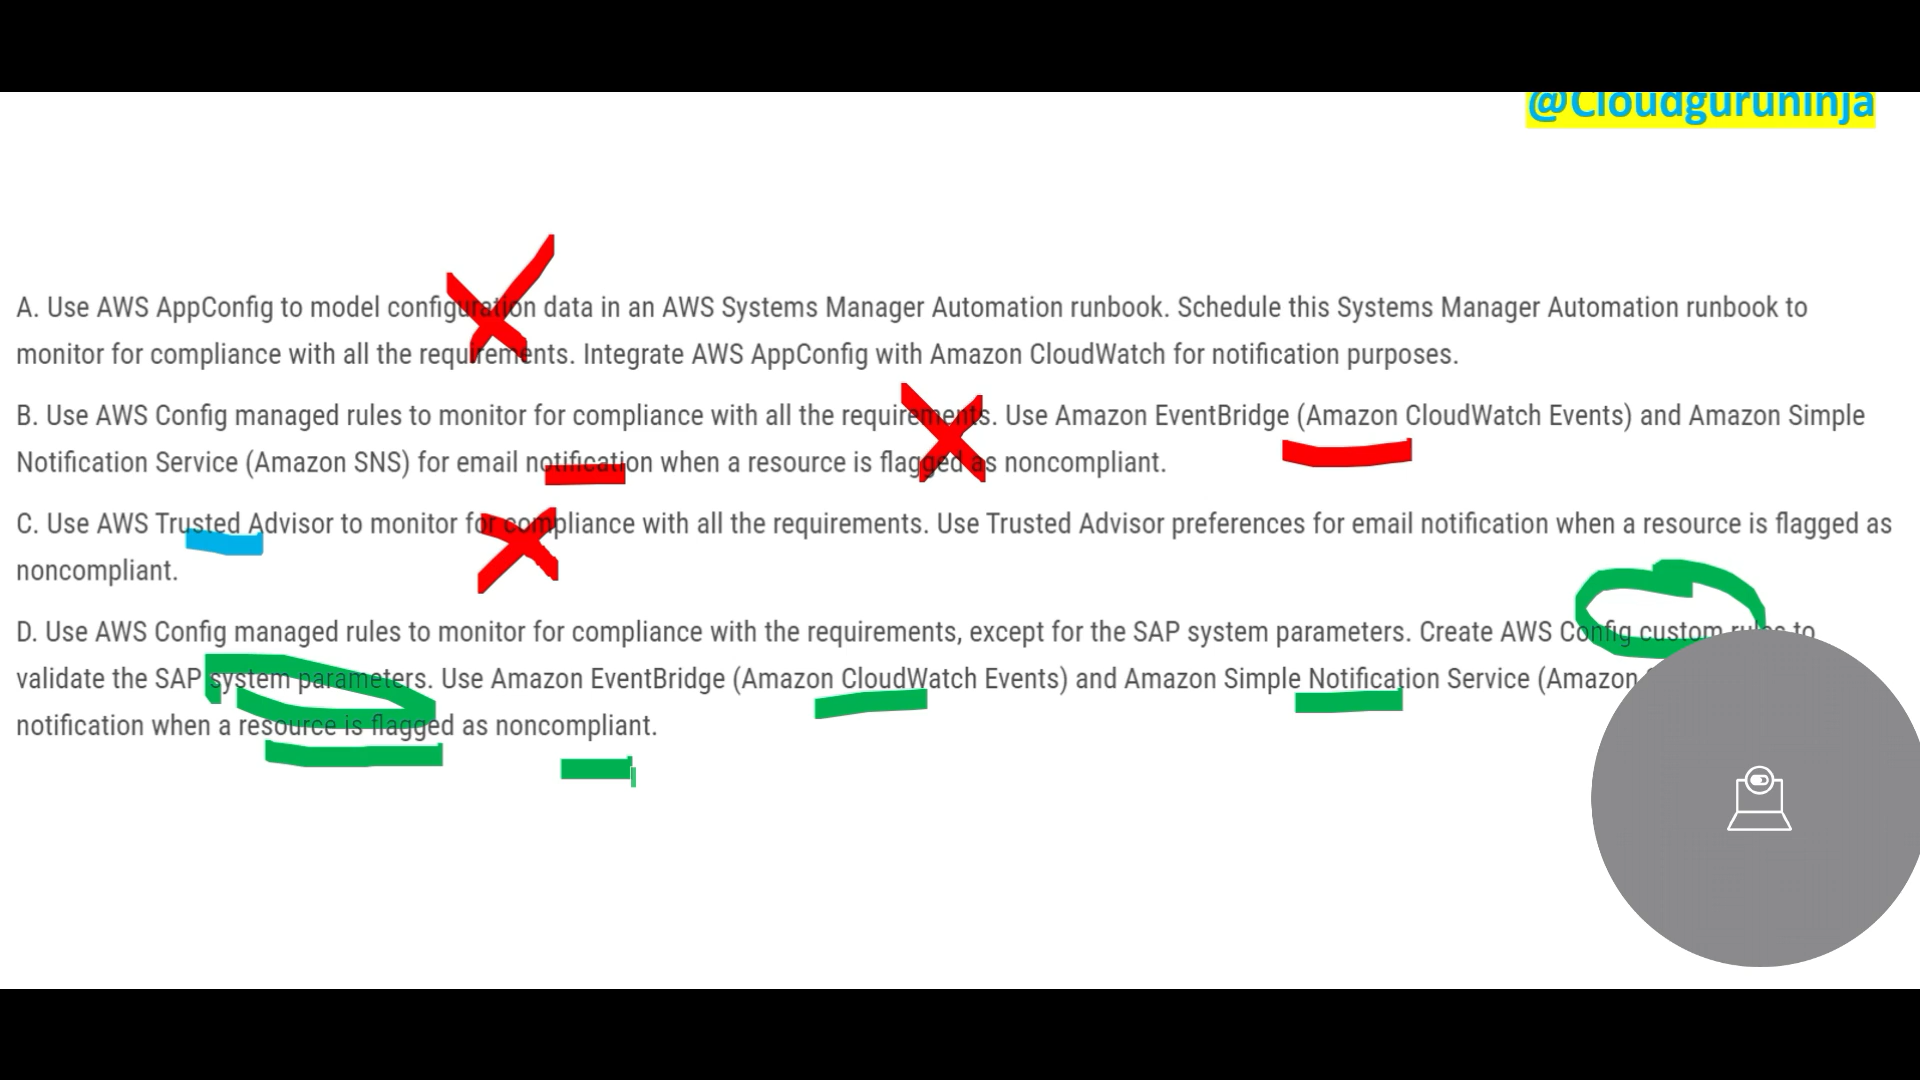 @Cloudguruninja
A. Use AWS AppConfig to model configuration data in an AWS Systems Manager Automation runbook. Schedule this Systems Manager Automation runbook to
monitor for compliance with all the requirements. Integrate AWS AppConfig with Amazon CloudWatch for notification purposes.
B. Use AWS Config managed rules to monitor for compliance with all the requirements. Use Amazon EventBridge (Amazon CloudWatch Events) and Amazon Simple
Notification Service (Amazon SNS) for email notification when a resource is flagged as noncompliant.
C. Use AWS Trusted Advisor to monitor for compliance with all the requirements. Use Trusted Advisor preferences for email notification when a resource is flagged as
noncompliant.
D. Use AWS Config managed rules to monitor for compliance with the requirements, except for the SAP system parameters. Create AWS Config custom rules to
validate the SAP system parameters. Use Amazon EventBridge (Amazon CloudWatch Events) and Amazon Simple Notification Service (Amazon
notification when a resource is flagged as noncompliant.